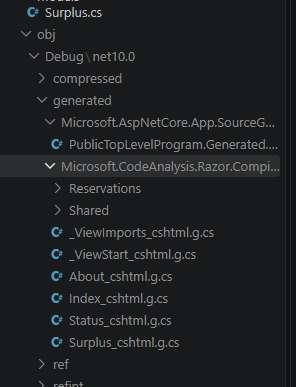 Surplus.cs
obj
Debug\net10.0
compressed
generated
Microsoft.AspNetCore.App.SourceG...
PublicTopLevelProgram.Generated....
Microsoft.CodeAnalysis.Razor.Compi...
Reservations
Shared
_ViewImports_cshtml.g.cs
_ViewStart_cshtml.g.cs
About_cshtml.g.cs
Index_cshtml.g.cs
Status_cshtml.g.cs
Surplus_cshtml.g.cs
ref
refint